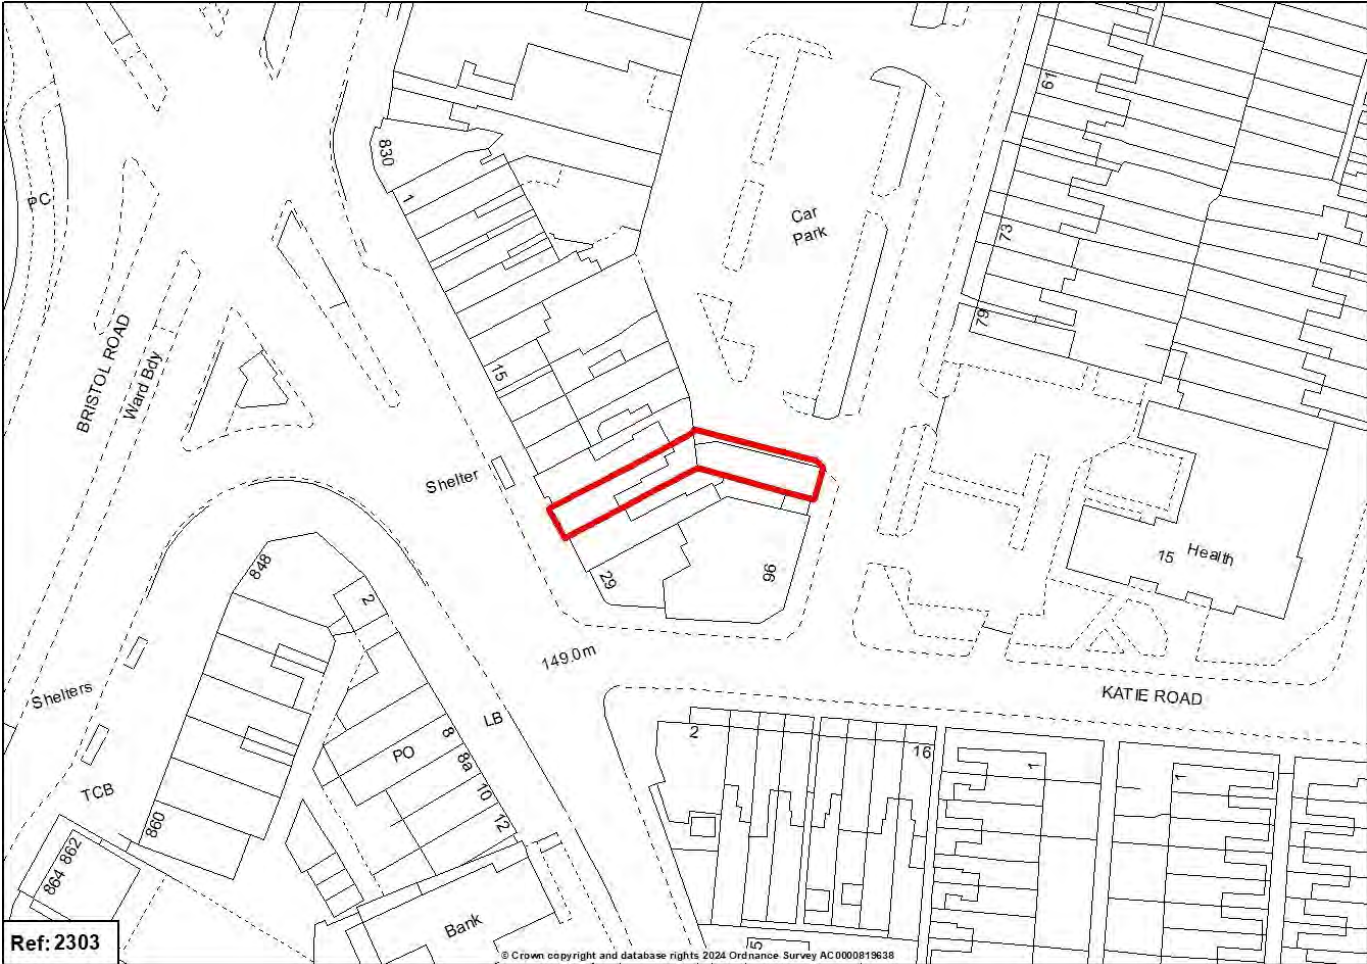 61
830
PC
1
Car
Park
73
79
BRISTOL ROAD
Ward Bdy
15
Shelter
15 Health
848
2
29
96
149.0m
Shelters
KATIE ROAD
LB
8
PO
8a
2
16
1
1
10
TCB
12
860
862
864
Bank
5
Ref: 2303
© Crown copyright and database rights 2024 Ordnance Survey AC0000819638